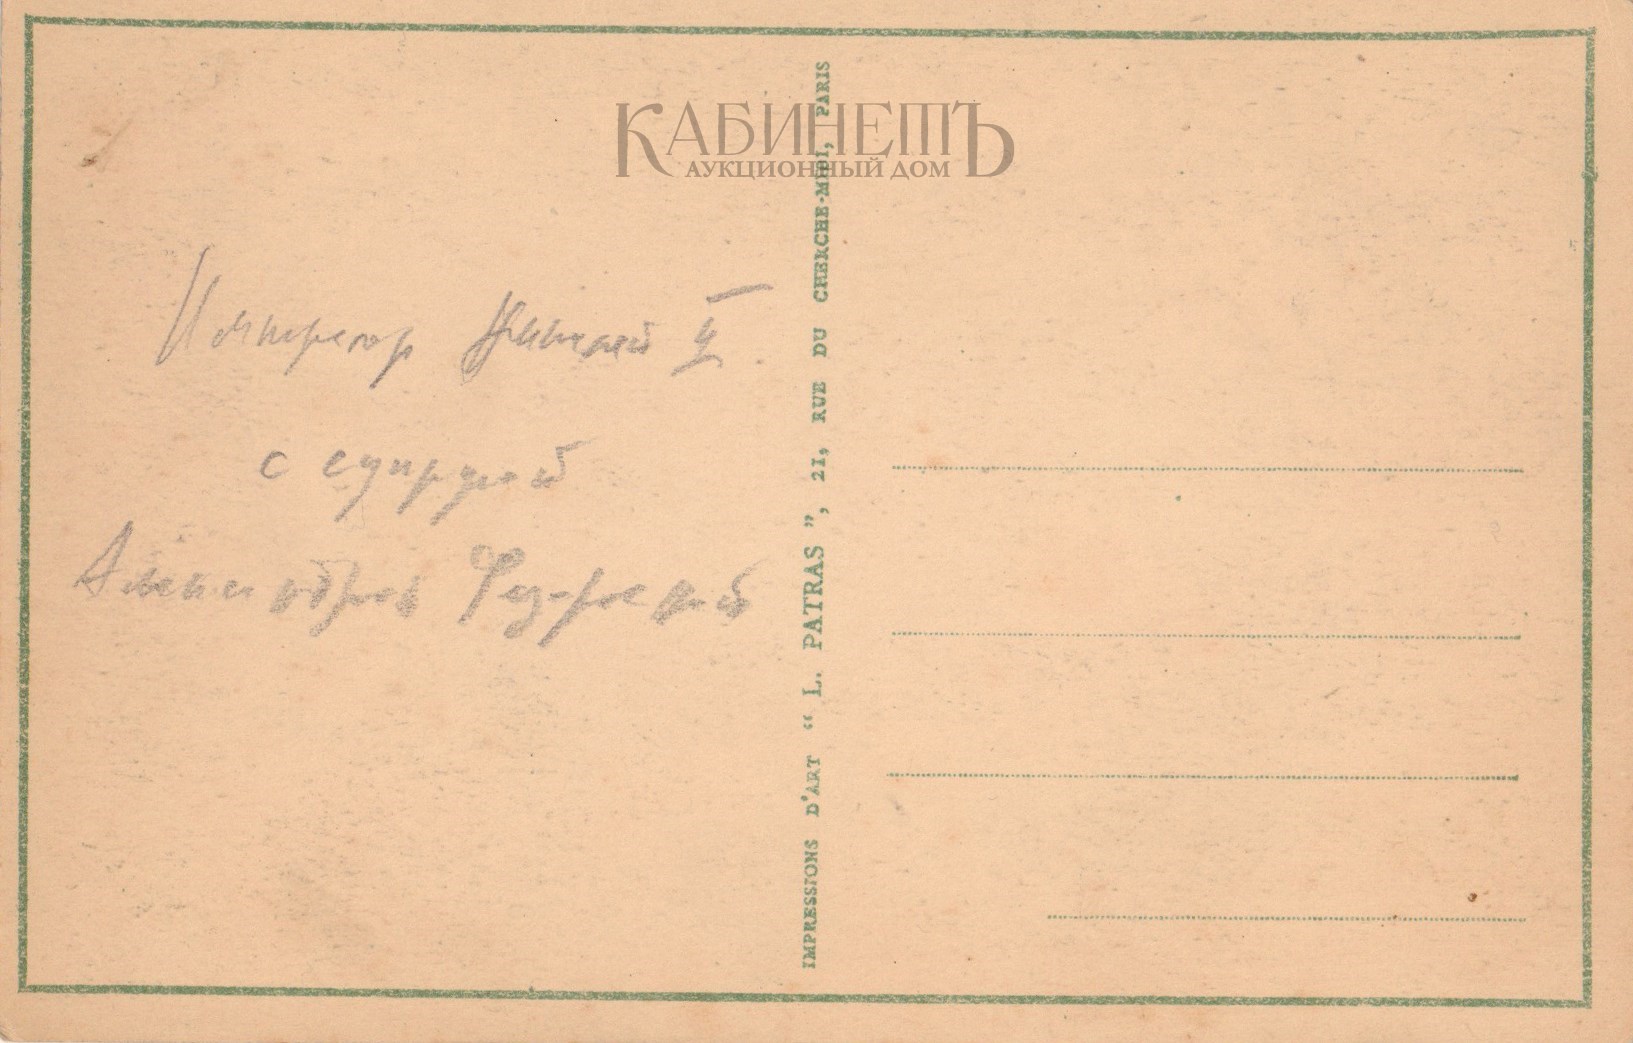 КАБИНЕТЪ
АУКЦИОННЫЙ ДОМ
Император Николай II
с супругой
Александрой Федоровной
IMPRESSIONS D'ART “ L. PATRAS ”, 21, RUE DU CHERCHE-MIDI, PARIS